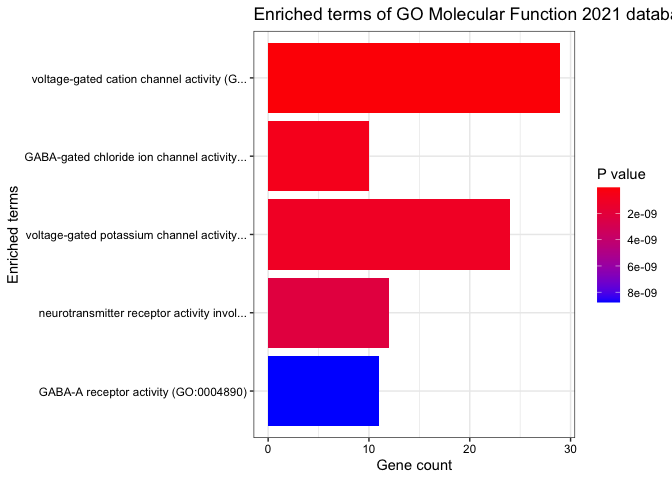 Enriched terms of GO Molecular Function 2021 databa
Enriched terms
voltage-gated cation channel activity (G...
GABA-gated chloride ion channel activity...
voltage-gated potassium channel activity...
neurotransmitter receptor activity invol...
GABA-A receptor activity (GO:0004890)
0 10 20 30
Gene count
P value
2e-09
4e-09
6e-09
8e-09